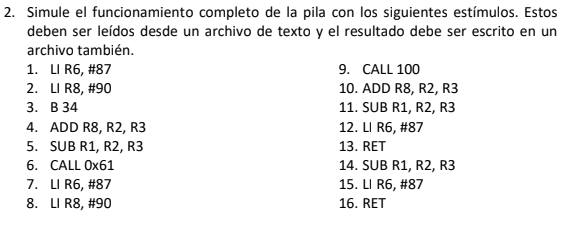 2. Simule el funcionamiento completo de la pila con los siguientes estímulos. Estos
deben ser leídos desde un archivo de texto y el resultado debe ser escrito en un
archivo también.
1. LI R6, #87
2. LI R8, #90
3. B 34
4. ADD R8, R2, R3
5. SUB R1, R2, R3
6. CALL 0x61
7. LI R6, #87
8. LI R8, #90
9. CALL 100
10. ADD R8, R2, R3
11. SUB R1, R2, R3
12. LI R6, #87
13. RET
14. SUB R1, R2, R3
15. LI R6, #87
16. RET